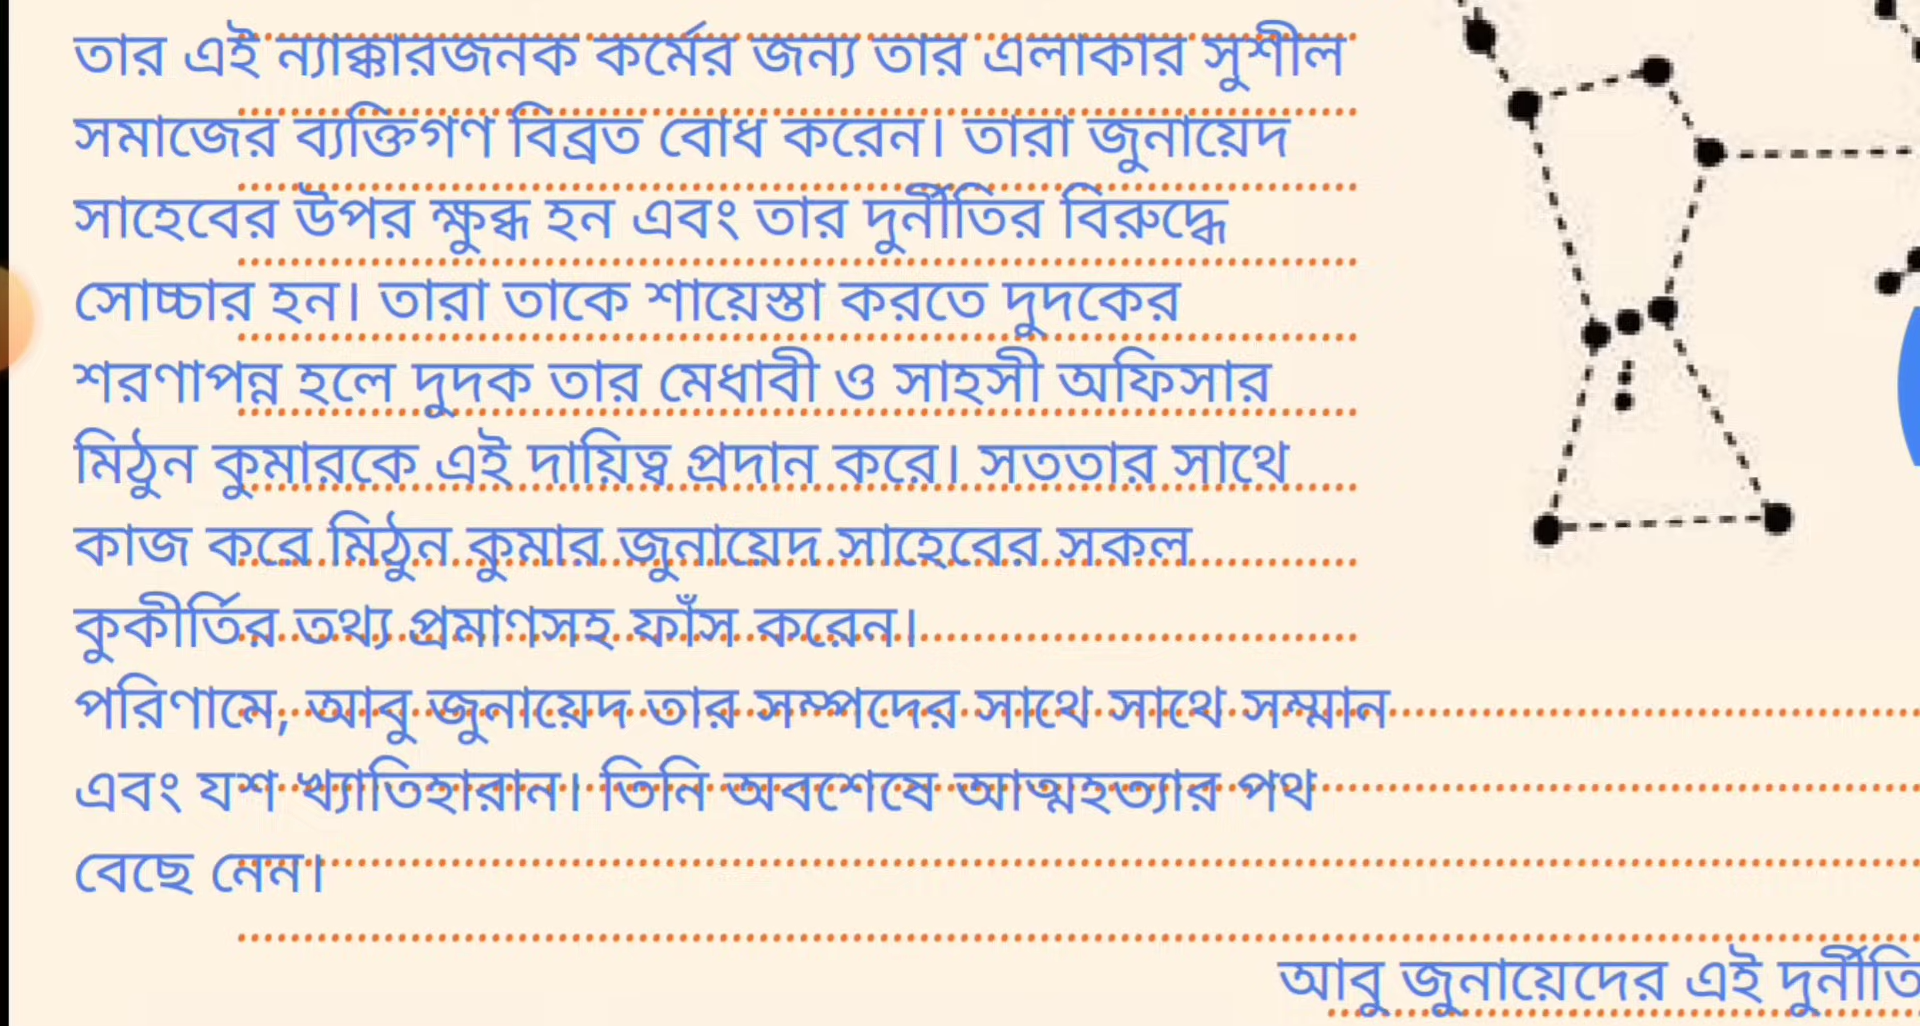 তার এই ন্যাক্কারজনক কর্মের জন্য তার এলাকার সুশীল
সমাজের ব্যক্তিগণ বিব্রত বোধ করেন। তারা জুনায়েদ
সাহেবের উপর ক্ষুব্ধ হন এবং তার দুর্নীতির বিরুদ্ধে
সোচ্চার হন। তারা তাকে শায়েস্তা করতে দুদকের
শরণাপন্ন হলে দুদক তার মেধাবী ও সাহসী অফিসার
মিঠুন কুমারকে এই দায়িত্ব প্রদান করে। সততার সাথে
কাজ করে মিঠুন কুমার জুনায়েদ সাহেবের সকল
কুকীর্তির তথ্য প্রমাণসহ ফাঁস করেন।
পরিণামে, আবু জুনায়েদ তার সম্পদের সাথে সাথে সম্মান
এবং যশ খ্যাতিহারান। তিনি অবশেষে আত্মহত্যার পথ
বেছে নেন।
আবু জুনায়েদের এই দুর্নীতি